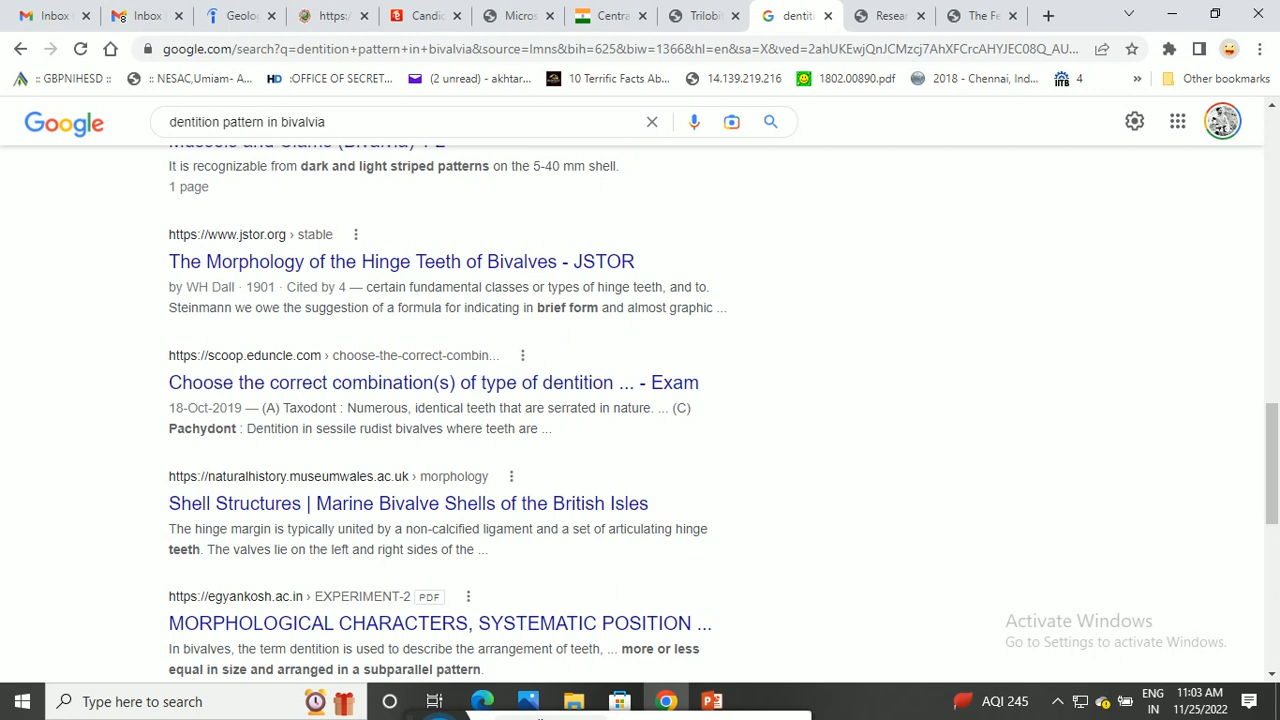 Inbox
Inbox
Geolog
https:/
Candic
Micros
Centra
Trilobit
dentiti
Resear
The Fe
google.com/search?q=dentition+pattern+in+bivalvia&source=lmns&bih=625&biw=1366&hl=en&sa=X&ved=2ahUKEwjQnJCMzcj7AhXFCrcAHYJEC08Q_AU...
:: GBPNIHESD ::
:: NESAC,Umiam- A...
:OFFICE OF SECRET...
(2 unread) - akhtar...
10 Terrific Facts Ab...
14.139.219.216
1802.00890.pdf
2018 - Chennai, Ind...
4
»
Other bookmarks
Google
dentition pattern in bivalvia
It is recognizable from dark and light striped patterns on the 5-40 mm shell.
1 page
https://www.jstor.org › stable
The Morphology of the Hinge Teeth of Bivalves - JSTOR
by WH Dall · 1901 · Cited by 4 — certain fundamental classes or types of hinge teeth, and to.
Steinmann we owe the suggestion of a formula for indicating in brief form and almost graphic ...
https://scoop.eduncle.com › choose-the-correct-combin...
Choose the correct combination(s) of type of dentition ... - Exam
18-Oct-2019 — (A) Taxodont : Numerous, identical teeth that are serrated in nature. ... (C)
Pachydont : Dentition in sessile rudist bivalves where teeth are ...
https://naturalhistory.museumwales.ac.uk › morphology
Shell Structures | Marine Bivalve Shells of the British Isles
The hinge margin is typically united by a non-calcified ligament and a set of articulating hinge
teeth. The valves lie on the left and right sides of the ...
https://egyankosh.ac.in › EXPERIMENT-2 PDF
MORPHOLOGICAL CHARACTERS, SYSTEMATIC POSITION ...
In bivalves, the term dentition is used to describe the arrangement of teeth, ... more or less
equal in size and arranged in a subparallel pattern.
Activate Windows
Go to Settings to activate Windows.
Type here to search
AQI 245
ENG
IN
11:03 AM
11/25/2022